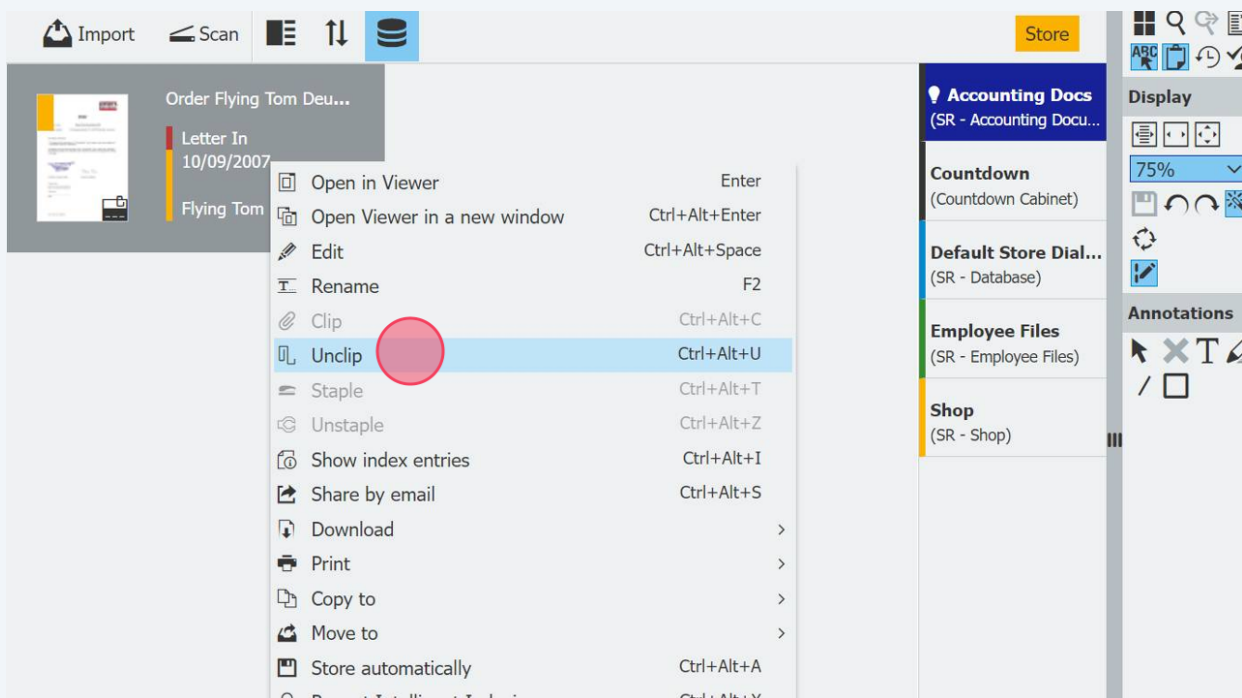 Import
Scan
Store
Order Flying Tom Deu...
Letter In
10/09/2007
Flying Tom
Open in Viewer Enter
Open Viewer in a new window Ctrl+Alt+Enter
Edit Ctrl+Alt+Space
Rename F2
Clip Ctrl+Alt+C
Unclip Ctrl+Alt+U
Staple Ctrl+Alt+T
Unstaple Ctrl+Alt+Z
Show index entries Ctrl+Alt+I
Share by email Ctrl+Alt+S
Download
Print
Copy to
Move to
Store automatically Ctrl+Alt+A
Accounting Docs
(SR - Accounting Docu...
Countdown
(Countdown Cabinet)
Default Store Dial...
(SR - Database)
Employee Files
(SR - Employee Files)
Shop
(SR - Shop)
ABC
Display
75%
Annotations
T